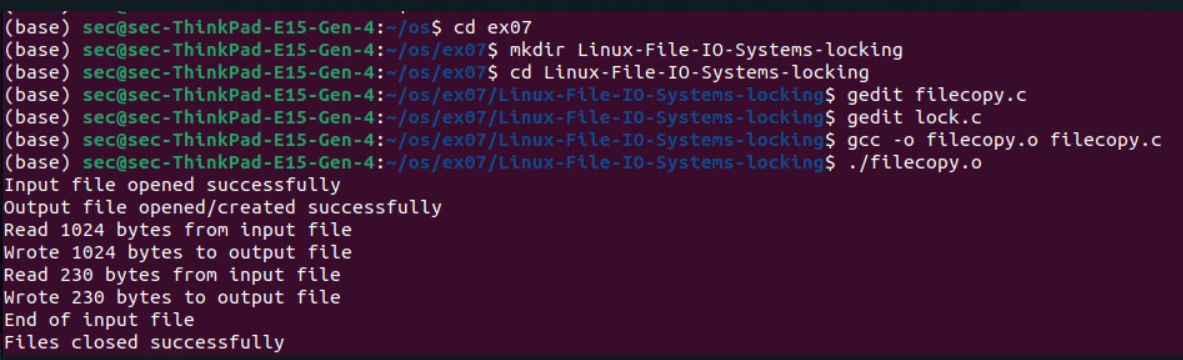 (base) sec@sec-ThinkPad-E15-Gen-4:~/os$ cd ex07
(base) sec@sec-ThinkPad-E15-Gen-4:~/os/ex07$ mkdir Linux-File-IO-Systems-locking
(base) sec@sec-ThinkPad-E15-Gen-4:~/os/ex07$ cd Linux-File-IO-Systems-locking
(base) sec@sec-ThinkPad-E15-Gen-4:~/os/ex07/Linux-File-IO-Systems-locking$ gedit filecopy.c
(base) sec@sec-ThinkPad-E15-Gen-4:~/os/ex07/Linux-File-IO-Systems-locking$ gedit lock.c
(base) sec@sec-ThinkPad-E15-Gen-4:~/os/ex07/Linux-File-IO-Systems-locking$ gcc -o filecopy.o filecopy.c
(base) sec@sec-ThinkPad-E15-Gen-4:~/os/ex07/Linux-File-IO-Systems-locking$ ./filecopy.o
Input file opened successfully
Output file opened/created successfully
Read 1024 bytes from input file
Wrote 1024 bytes to output file
Read 230 bytes from input file
Wrote 230 bytes to output file
End of input file
Files closed successfully